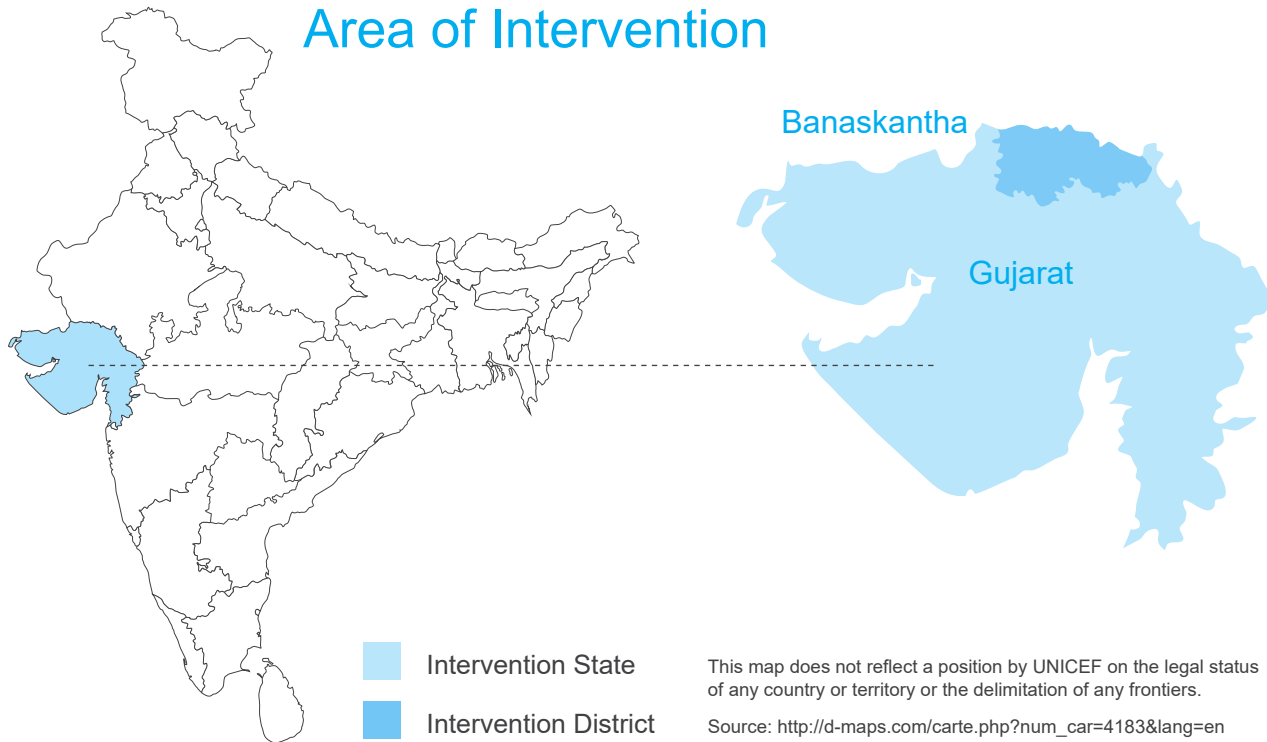 Area of Intervention
Banaskantha
Gujarat
Intervention State
Intervention District
This map does not reflect a position by UNICEF on the legal status
of any country or territory or the delimitation of any frontiers.
Source: http://d-maps.com/carte.php?num_car=4183&lang=en